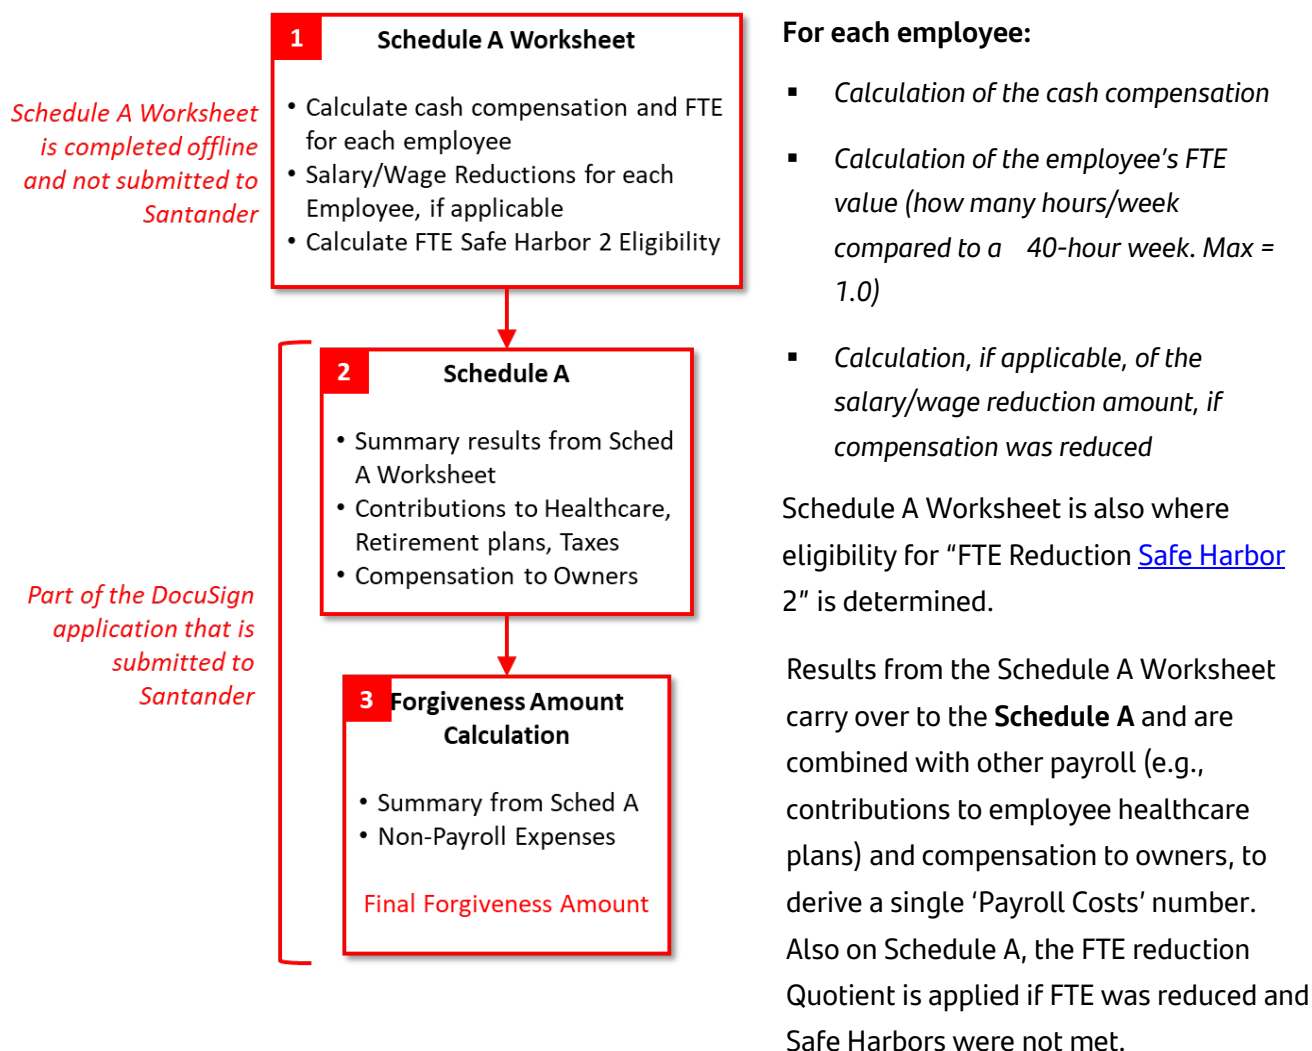 1
Schedule A Worksheet
• Calculate cash compensation and FTE
for each employee
• Salary/Wage Reductions for each
Employee, if applicable
• Calculate FTE Safe Harbor 2 Eligibility
Schedule A Worksheet
is completed offline
and not submitted to
Santander
2
Schedule A
• Summary results from Sched
A Worksheet
• Contributions to Healthcare,
Retirement plans, Taxes
• Compensation to Owners
Part of the DocuSign
application that is
submitted to
Santander
3
Forgiveness Amount
Calculation
• Summary from Sched A
• Non-Payroll Expenses
Final Forgiveness Amount
For each employee:
▪ Calculation of the cash compensation
▪ Calculation of the employee’s FTE
value (how many hours/week
compared to a 40-hour week. Max =
1.0)
▪ Calculation, if applicable, of the
salary/wage reduction amount, if
compensation was reduced
Schedule A Worksheet is also where
eligibility for “FTE Reduction Safe Harbor
2” is determined.
Results from the Schedule A Worksheet
carry over to the Schedule A and are
combined with other payroll (e.g.,
contributions to employee healthcare
plans) and compensation to owners, to
derive a single ‘Payroll Costs’ number.
Also on Schedule A, the FTE reduction
Quotient is applied if FTE was reduced and
Safe Harbors were not met.